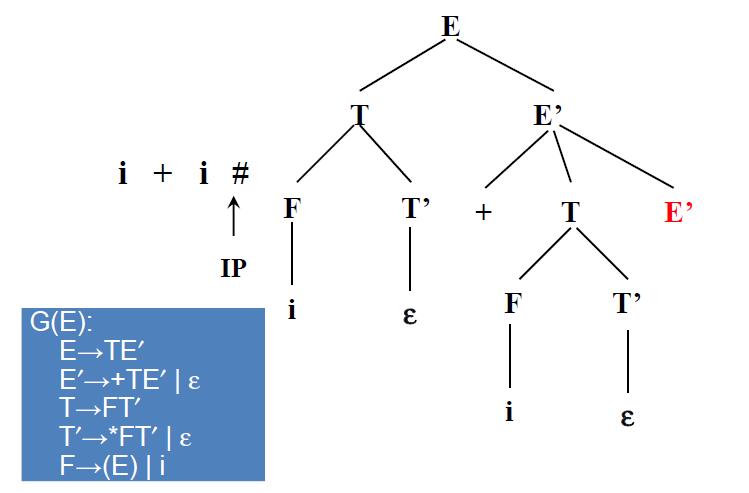 E
T E’
i + i #
F T’ + T E’
IP
i ε F T’
i ε
G(E):
E→TE′
E′→+TE′ | ε
T→FT′
T′→*FT′ | ε
F→(E) | i